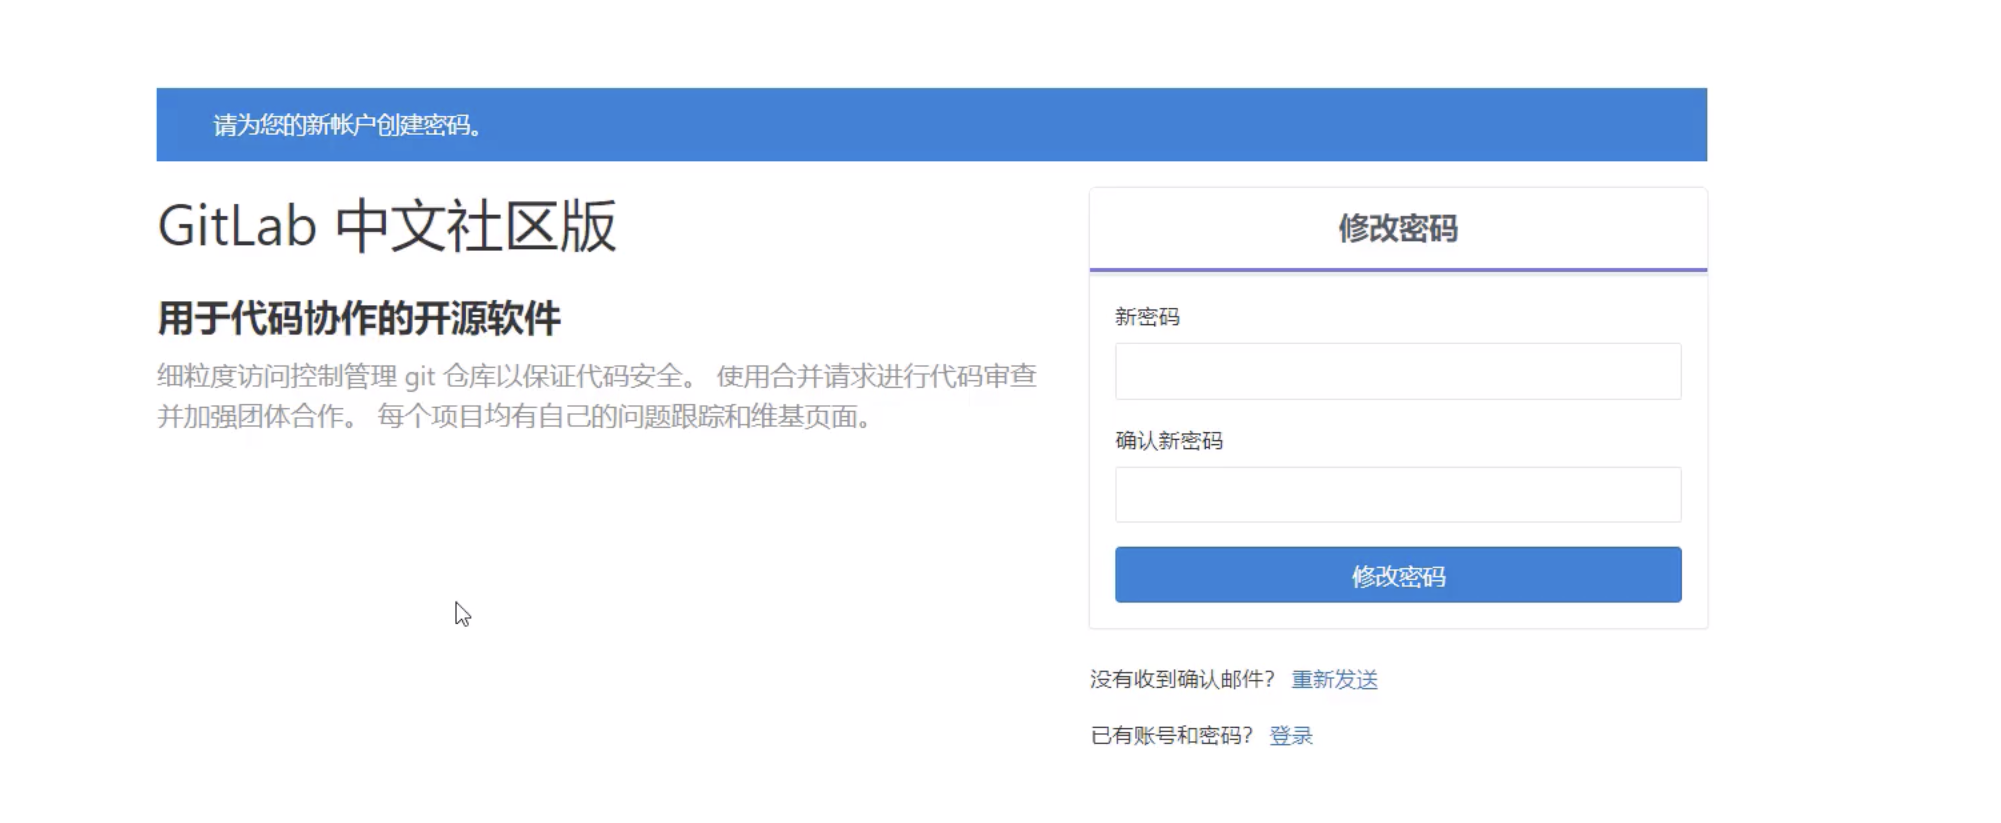 请为您的新帐户创建密码。
GitLab 中文社区版
用于代码协作的开源软件
细粒度访问控制管理 git 仓库以保证代码安全。 使用合并请求进行代码审查
并加强团体合作。 每个项目均有自己的问题跟踪和维基页面。
修改密码
新密码
确认新密码
修改密码
没有收到确认邮件? 重新发送
已有账号和密码? 登录